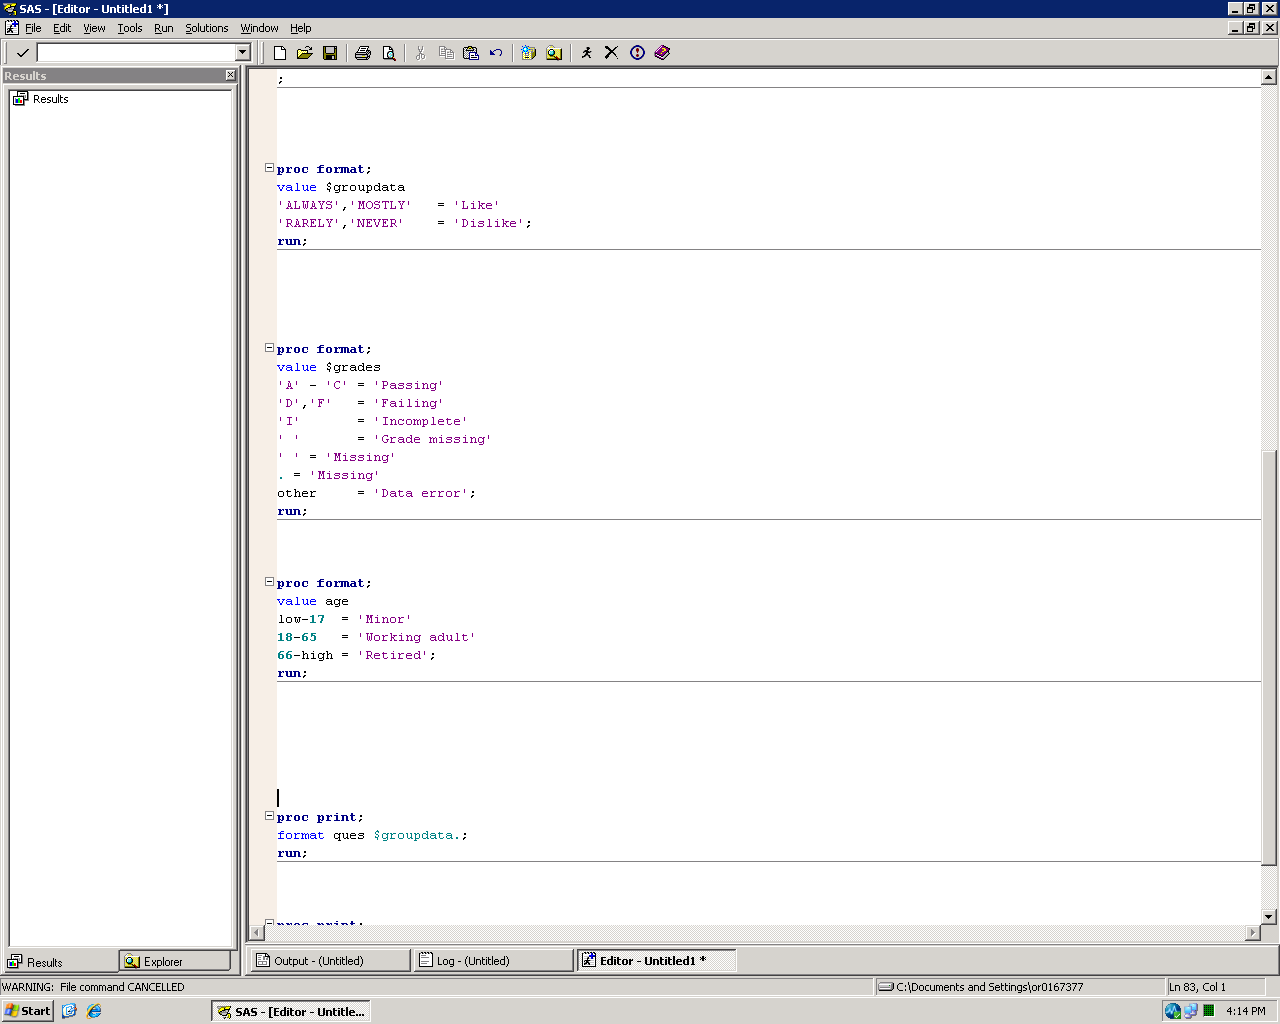 SAS - [Editor - Untitled1 *]
File Edit View Tools Run Solutions Window Help
Results
Results
;
proc format;
value $groupdata
'ALWAYS','MOSTLY'   = 'Like'
'RARELY','NEVER'    = 'Dislike';
run;
proc format;
value $grades
'A' - 'C' = 'Passing'
'D','F'   = 'Failing'
'I'       = 'Incomplete'
' '       = 'Grade missing'
' ' = 'Missing'
. = 'Missing'
other     = 'Data error';
run;
proc format;
value age
low-17  = 'Minor'
18-65   = 'Working adult'
66-high = 'Retired';
run;
proc print;
format ques $groupdata.;
run;
proc print;
Results Explorer
Output - (Untitled) Log - (Untitled) Editor - Untitled1 *
WARNING: File command CANCELLED C:\Documents and Settings\or0167377 Ln 83, Col 1
Start SAS - [Editor - Untitle... 4:14 PM